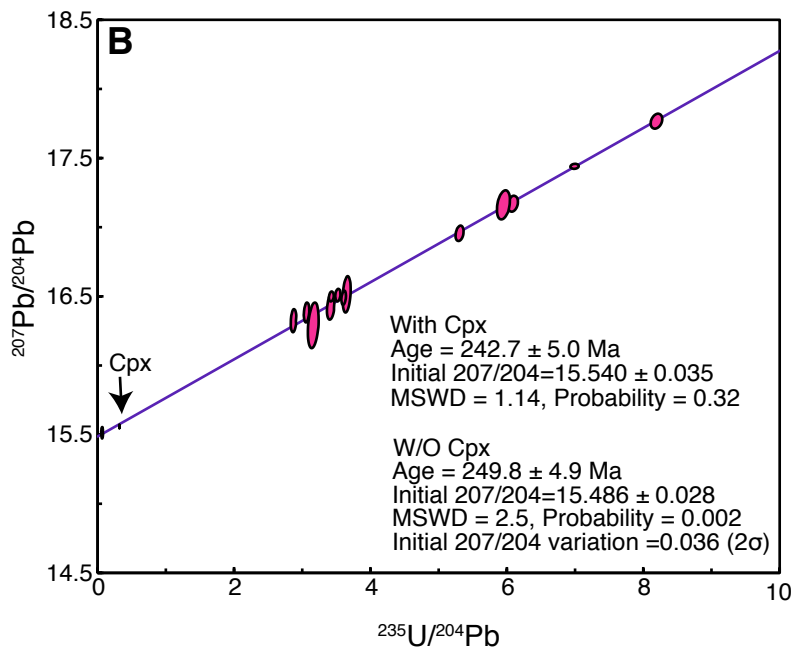 B
18.5
17.5
16.5
15.5
14.5
207Pb/204Pb
Cpx
With Cpx
Age = 242.7 ± 5.0 Ma
Initial 207/204=15.540 ± 0.035
MSWD = 1.14, Probability = 0.32
W/O Cpx
Age = 249.8 ± 4.9 Ma
Initial 207/204=15.486 ± 0.028
MSWD = 2.5, Probability = 0.002
Initial 207/204 variation =0.036 (2σ)
0 2 4 6 8 10
235U/204Pb